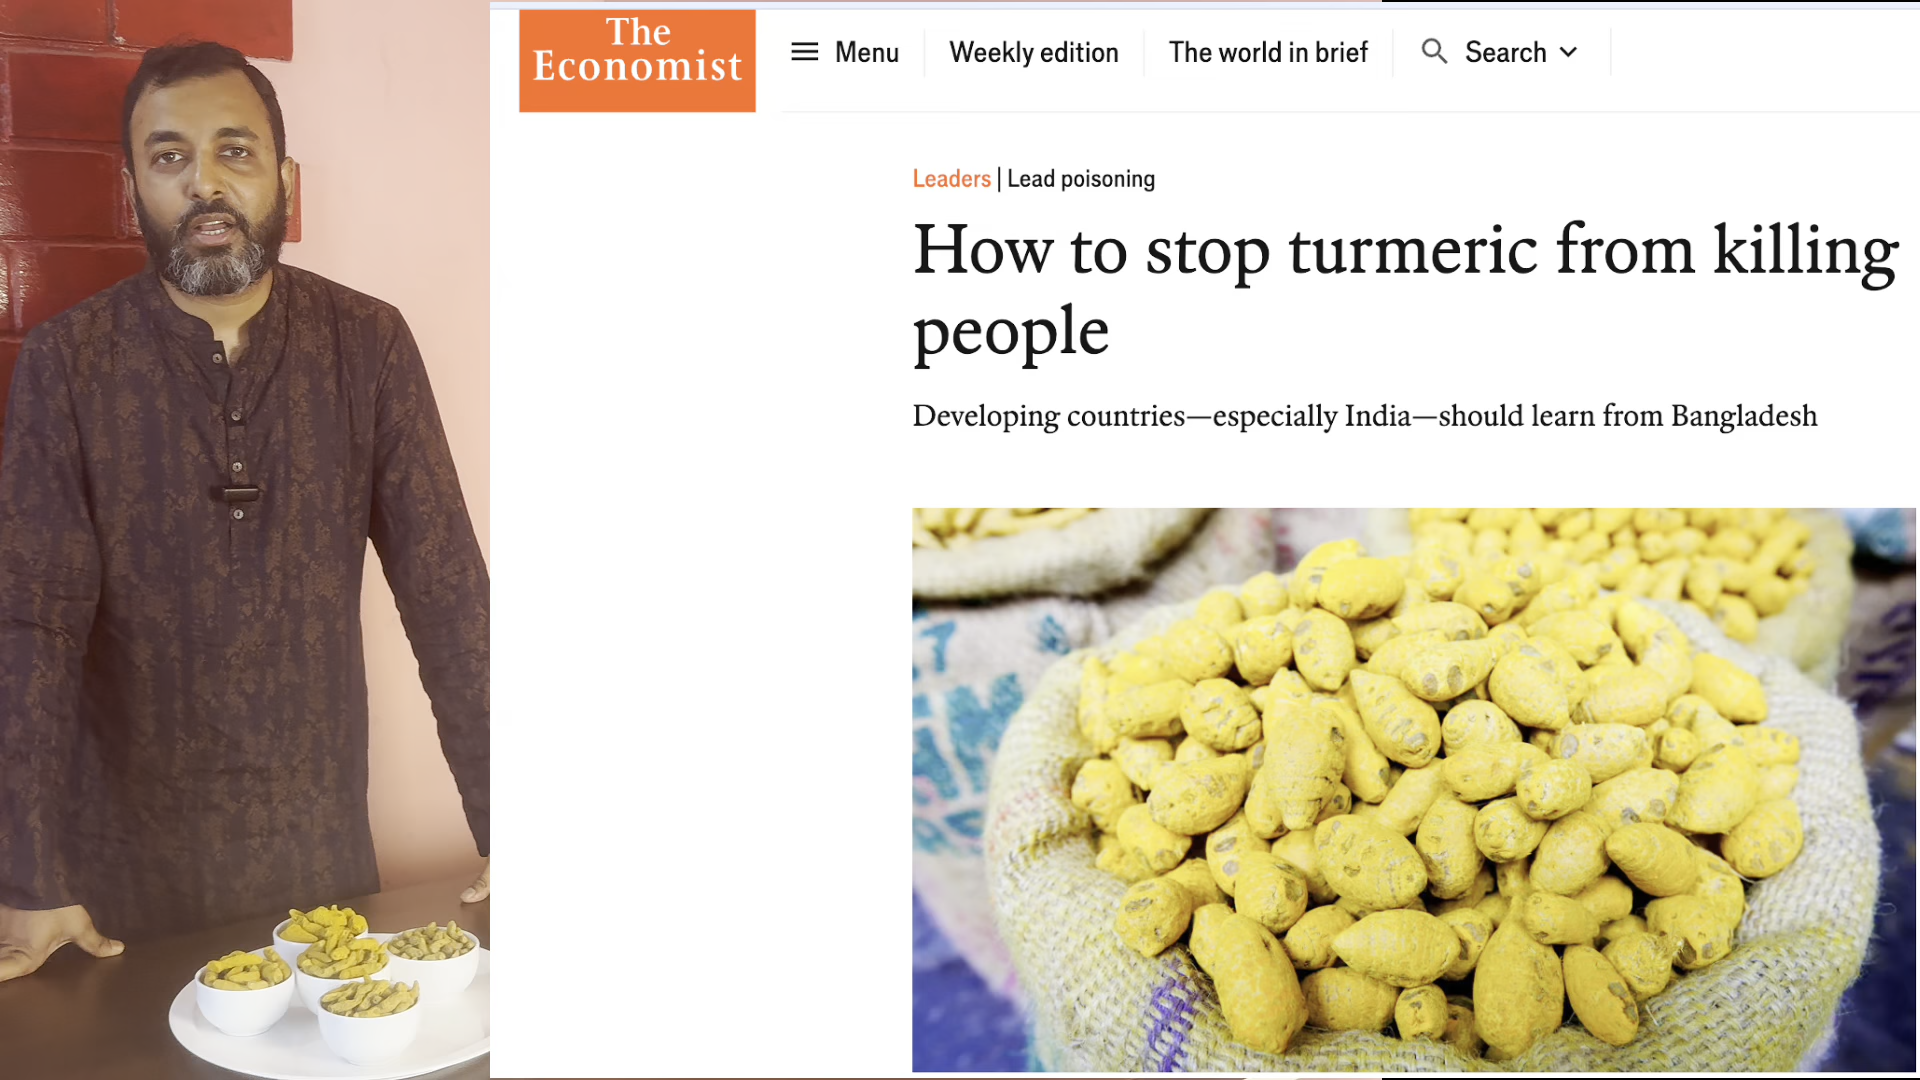 The
Economist
Menu
Weekly edition
The world in brief
Search
Leaders | Lead poisoning
How to stop turmeric from killing
people
Developing countries—especially India—should learn from Bangladesh